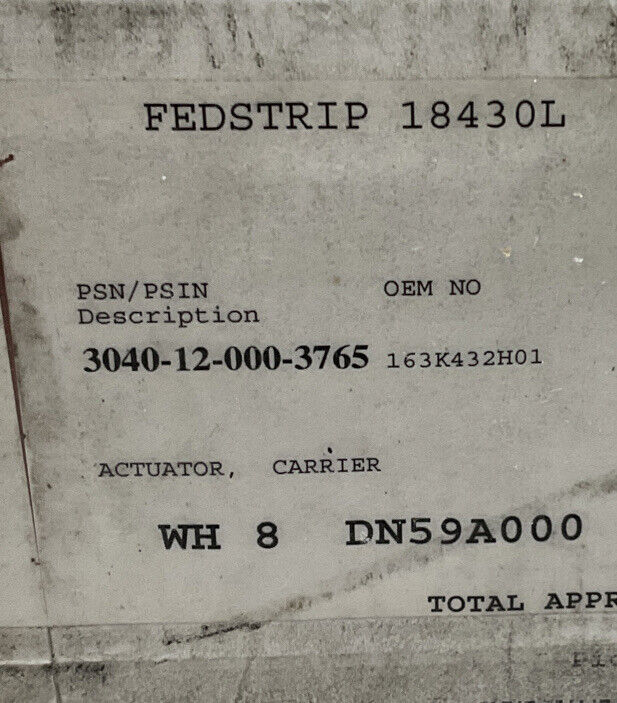 FEDSTRIP 18430L
PSN/PSIN OEM NO
Description
3040-12-000-3765 163K432H01
ACTUATOR, CARRIER
WH 8 DN59A000
TOTAL APPR